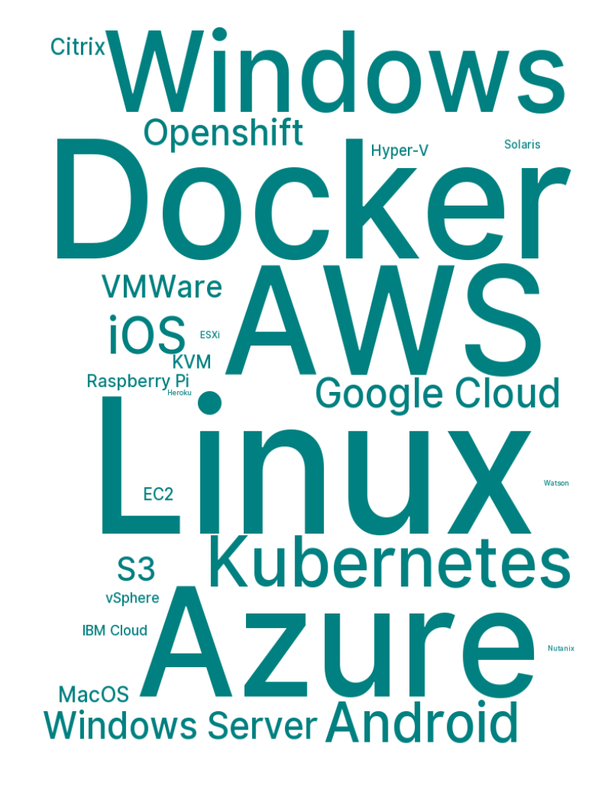 Citrix
Windows
Openshift
Hyper-V
Solaris
Docker
VMWare
AWS
iOS
ESXi
KVM
Raspberry Pi
Heroku
Google Cloud
Linux
EC2
Watson
Kubernetes
S3
vSphere
IBM Cloud
Azure
Nutanix
MacOS
Windows Server
Android